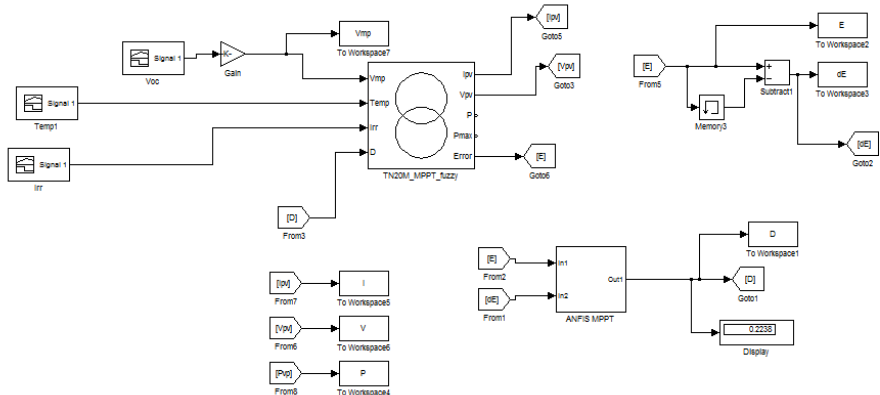 Signal 1
Voc
K-
Gain
Vmp
To Workspace7
Signal 1
Temp1
Signal 1
Irr
Vmp
Temp
Irr
D
Ipv
Vpv
P
Pmax
Error
TN20M_MPPT_fuzzy
[Ipv]
Goto5
[Vpv]
Goto3
[E]
Goto6
[D]
From3
[E]
From5
Memory3
+
−
Subtract1
E
To Workspace2
dE
To Workspace3
[dE]
Goto2
[Ipv]
From7
I
To Workspace5
[Vpv]
From6
V
To Workspace6
[Pvp]
From8
P
To Workspace4
[E]
From2
[dE]
From1
In1
In2
Out1
ANFIS MPPT
D
To Workspace1
[D]
Goto1
0.2238
Display